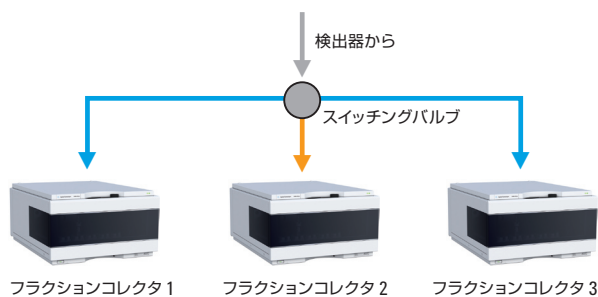 検出器から
スイッチングバルブ
フラクションコレクタ 1
フラクションコレクタ 2
フラクションコレクタ 3